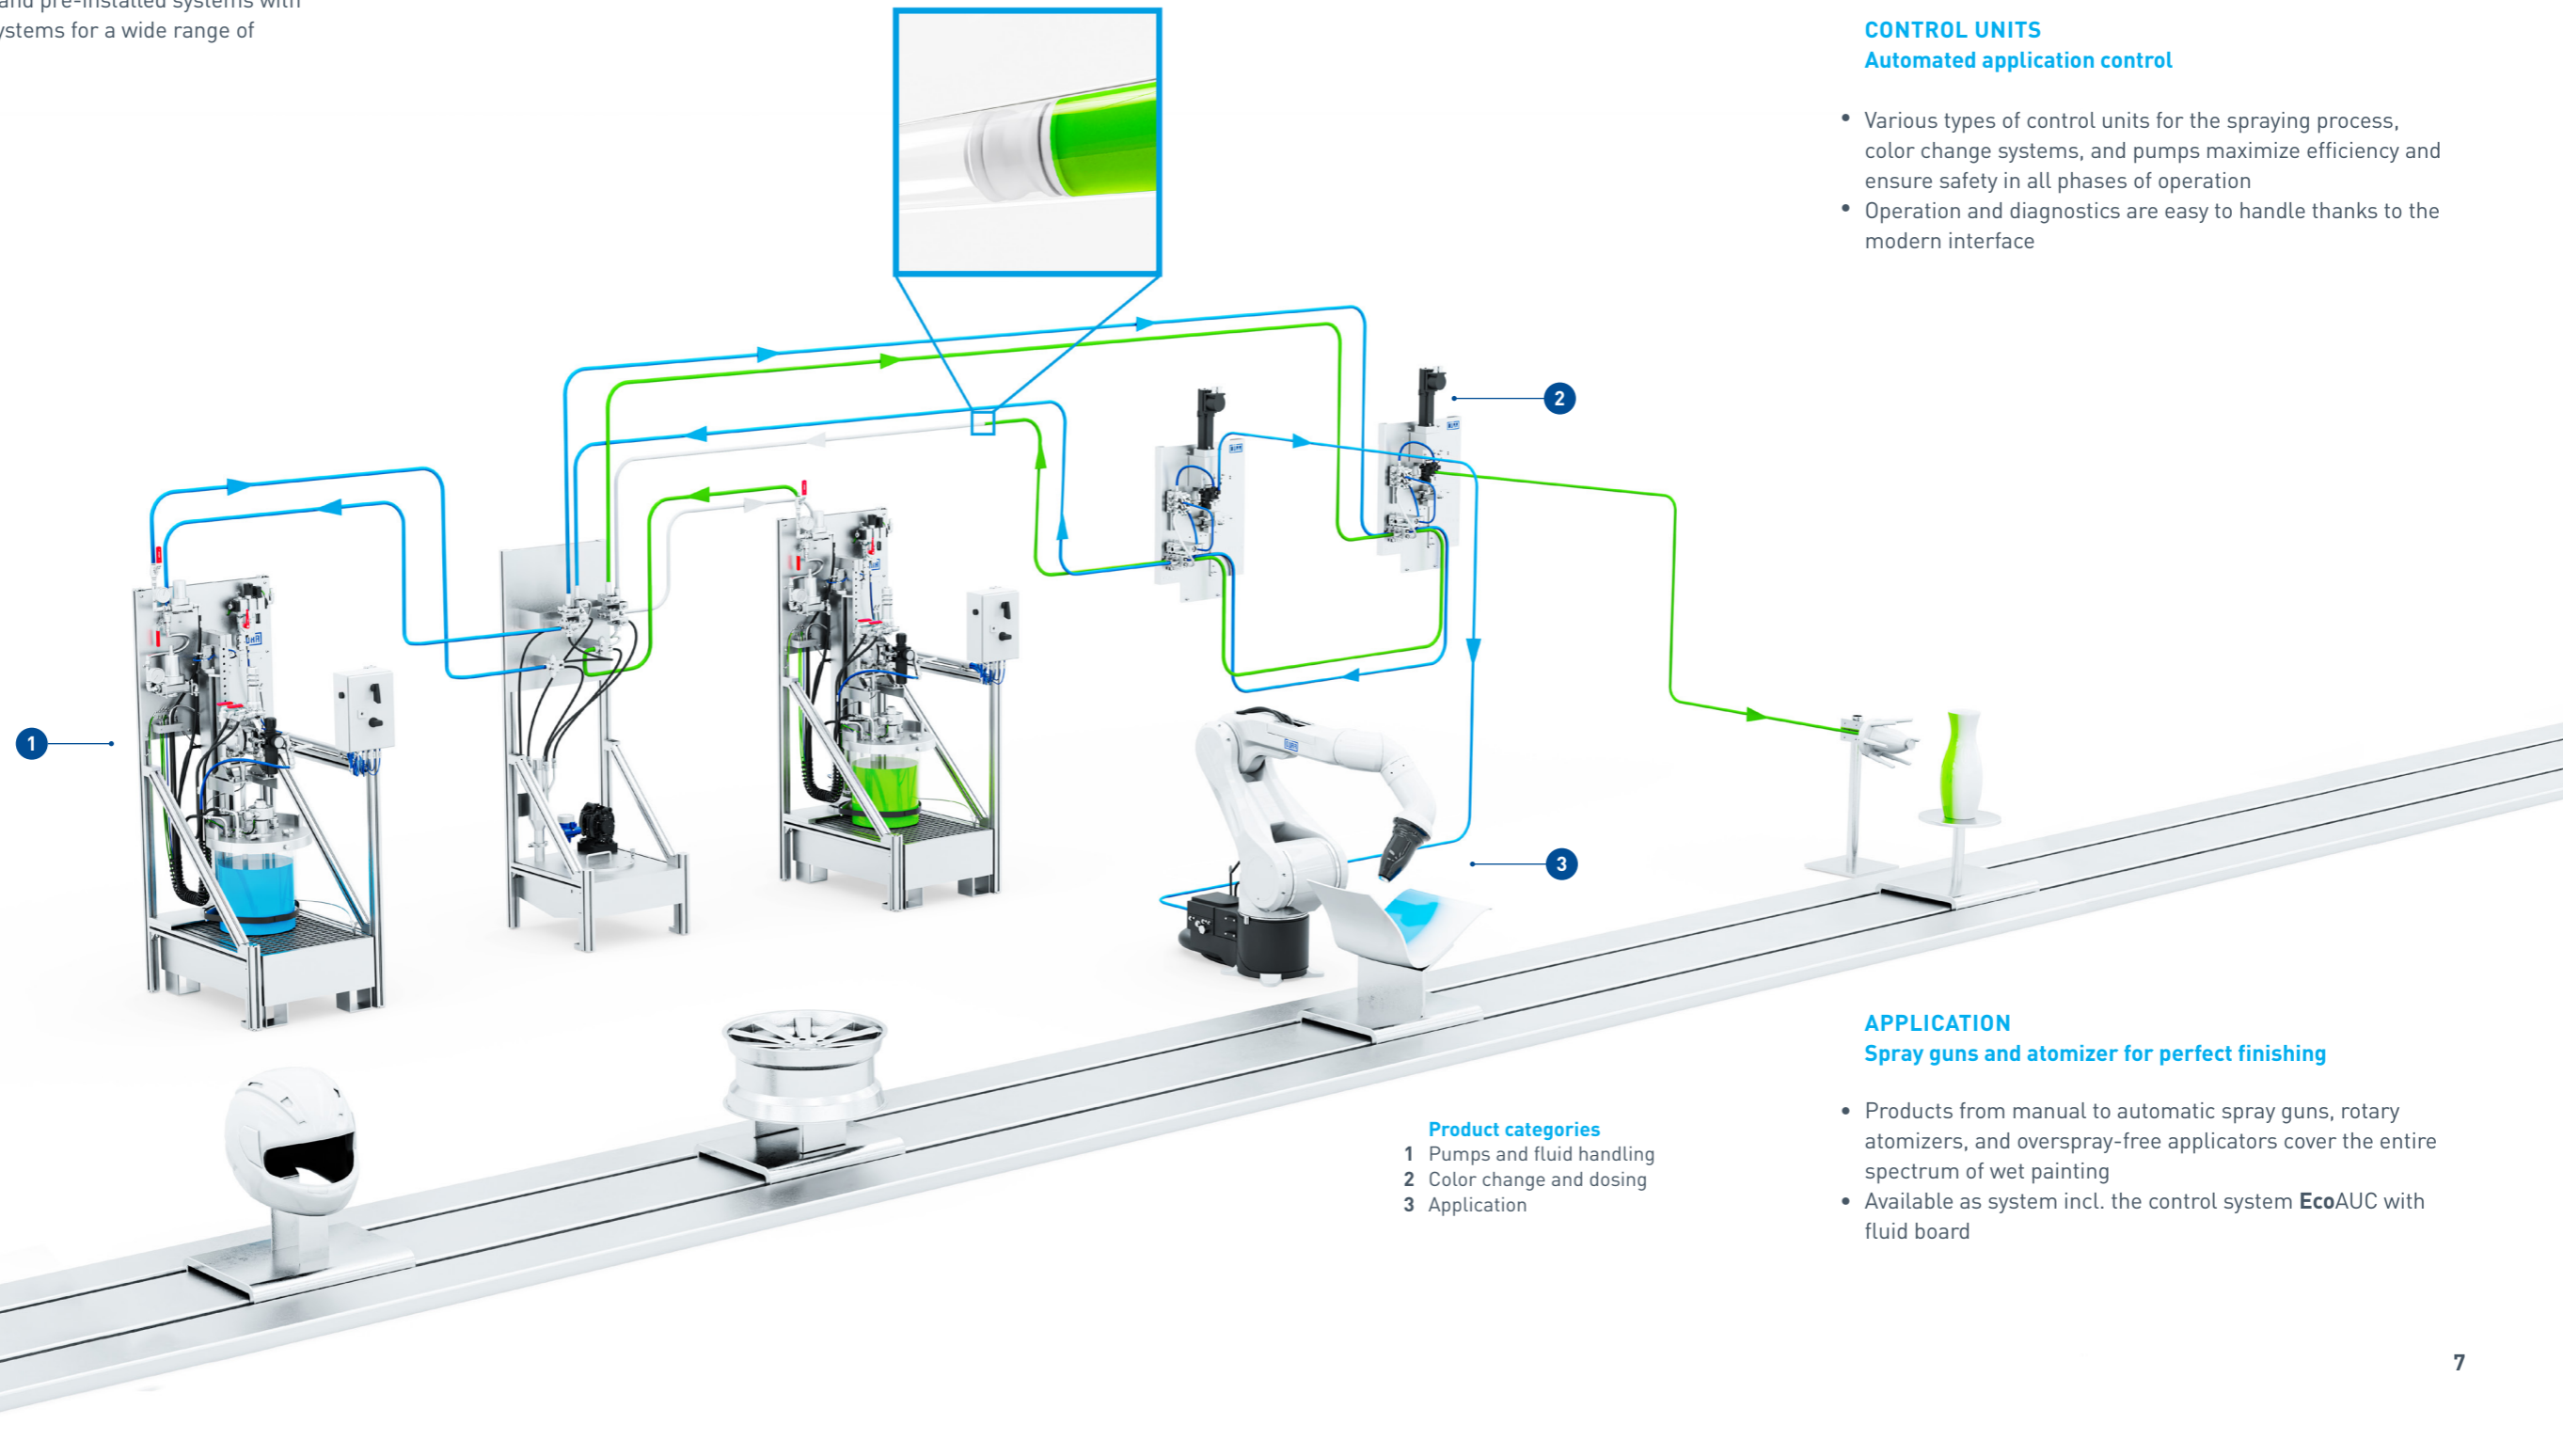 and pre-installed systems with
systems for a wide range of
CONTROL UNITS
Automated application control
• Various types of control units for the spraying process,
color change systems, and pumps maximize efficiency and
ensure safety in all phases of operation
• Operation and diagnostics are easy to handle thanks to the
modern interface
2
1
3
Product categories
1 Pumps and fluid handling
2 Color change and dosing
3 Application
APPLICATION
Spray guns and atomizer for perfect finishing
• Products from manual to automatic spray guns, rotary
atomizers, and overspray-free applicators cover the entire
spectrum of wet painting
• Available as system incl. the control system EcoAUC with
fluid board
7